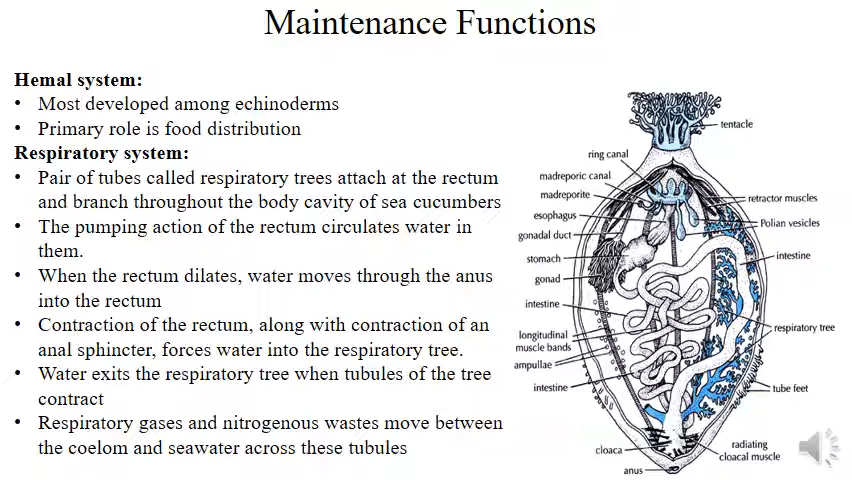 Maintenance Functions
Hemal system:
• Most developed among echinoderms
• Primary role is food distribution
Respiratory system:
• Pair of tubes called respiratory trees attach at the rectum
and branch throughout the body cavity of sea cucumbers
• The pumping action of the rectum circulates water in
them.
• When the rectum dilates, water moves through the anus
into the rectum
• Contraction of the rectum, along with contraction of an
anal sphincter, forces water into the respiratory tree.
• Water exits the respiratory tree when tubules of the tree
contract
• Respiratory gases and nitrogenous wastes move between
the coelom and seawater across these tubules
tentacle
ring canal
madreporic canal
madreporite
esophagus
gonadal duct
stomach
gonad
intestine
longitudinal
muscle bands
ampullae
intestine
cloaca
anus
retractor muscles
Polian vesicles
intestine
respiratory tree
tube feet
radiating
cloacal muscle